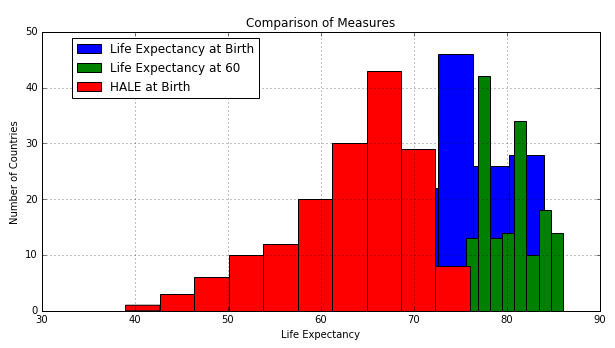 Comparison of Measures
50
40
30
20
10
0
Number of Countries
Life Expectancy at Birth
Life Expectancy at 60
HALE at Birth
30 40 50 60 70 80 90
Life Expectancy